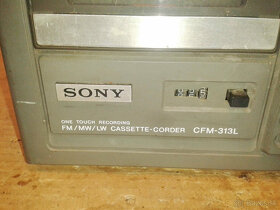 SONY
ONE TOUCH RECORDING
FM/MW/LW CASSETTE-CORDER CFM-313L